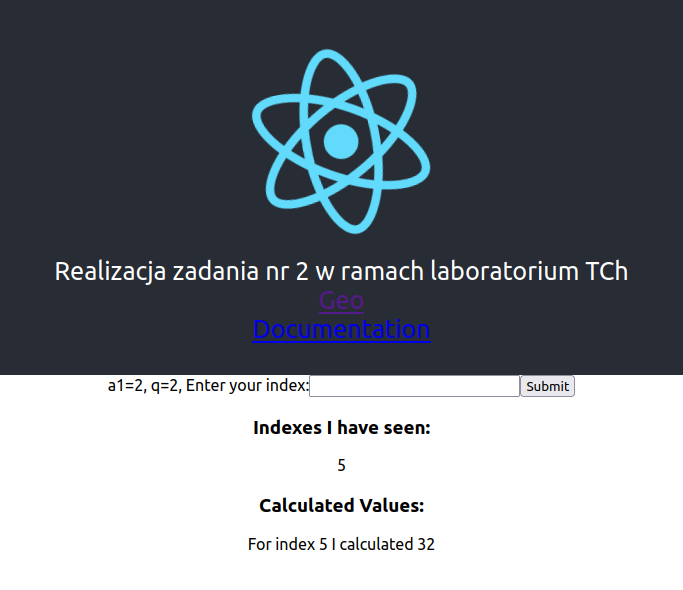 Realizacja zadania nr 2 w ramach laboratorium TCh
Geo
Documentation
a1=2, q=2, Enter your index: Submit
Indexes I have seen:
5
Calculated Values:
For index 5 I calculated 32